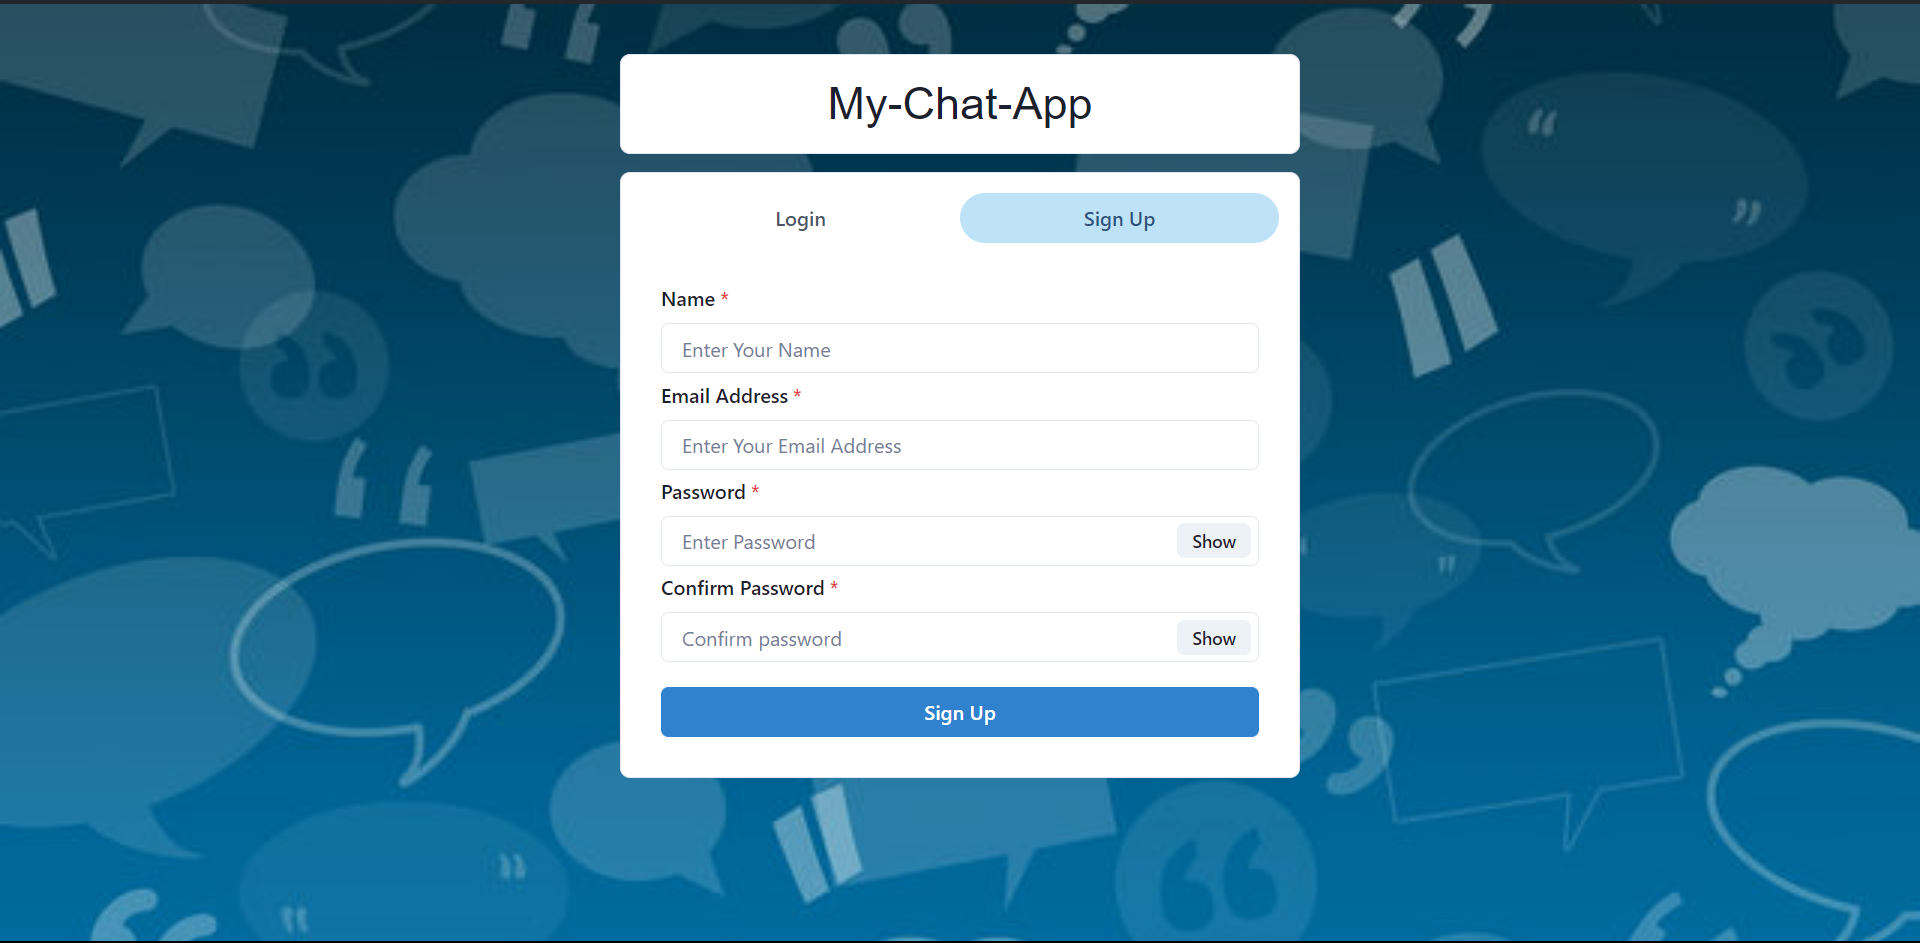 My-Chat-App
Login
Sign Up
Name *
Enter Your Name
Email Address *
Enter Your Email Address
Password *
Enter Password
Show
Confirm Password *
Confirm password
Show
Sign Up